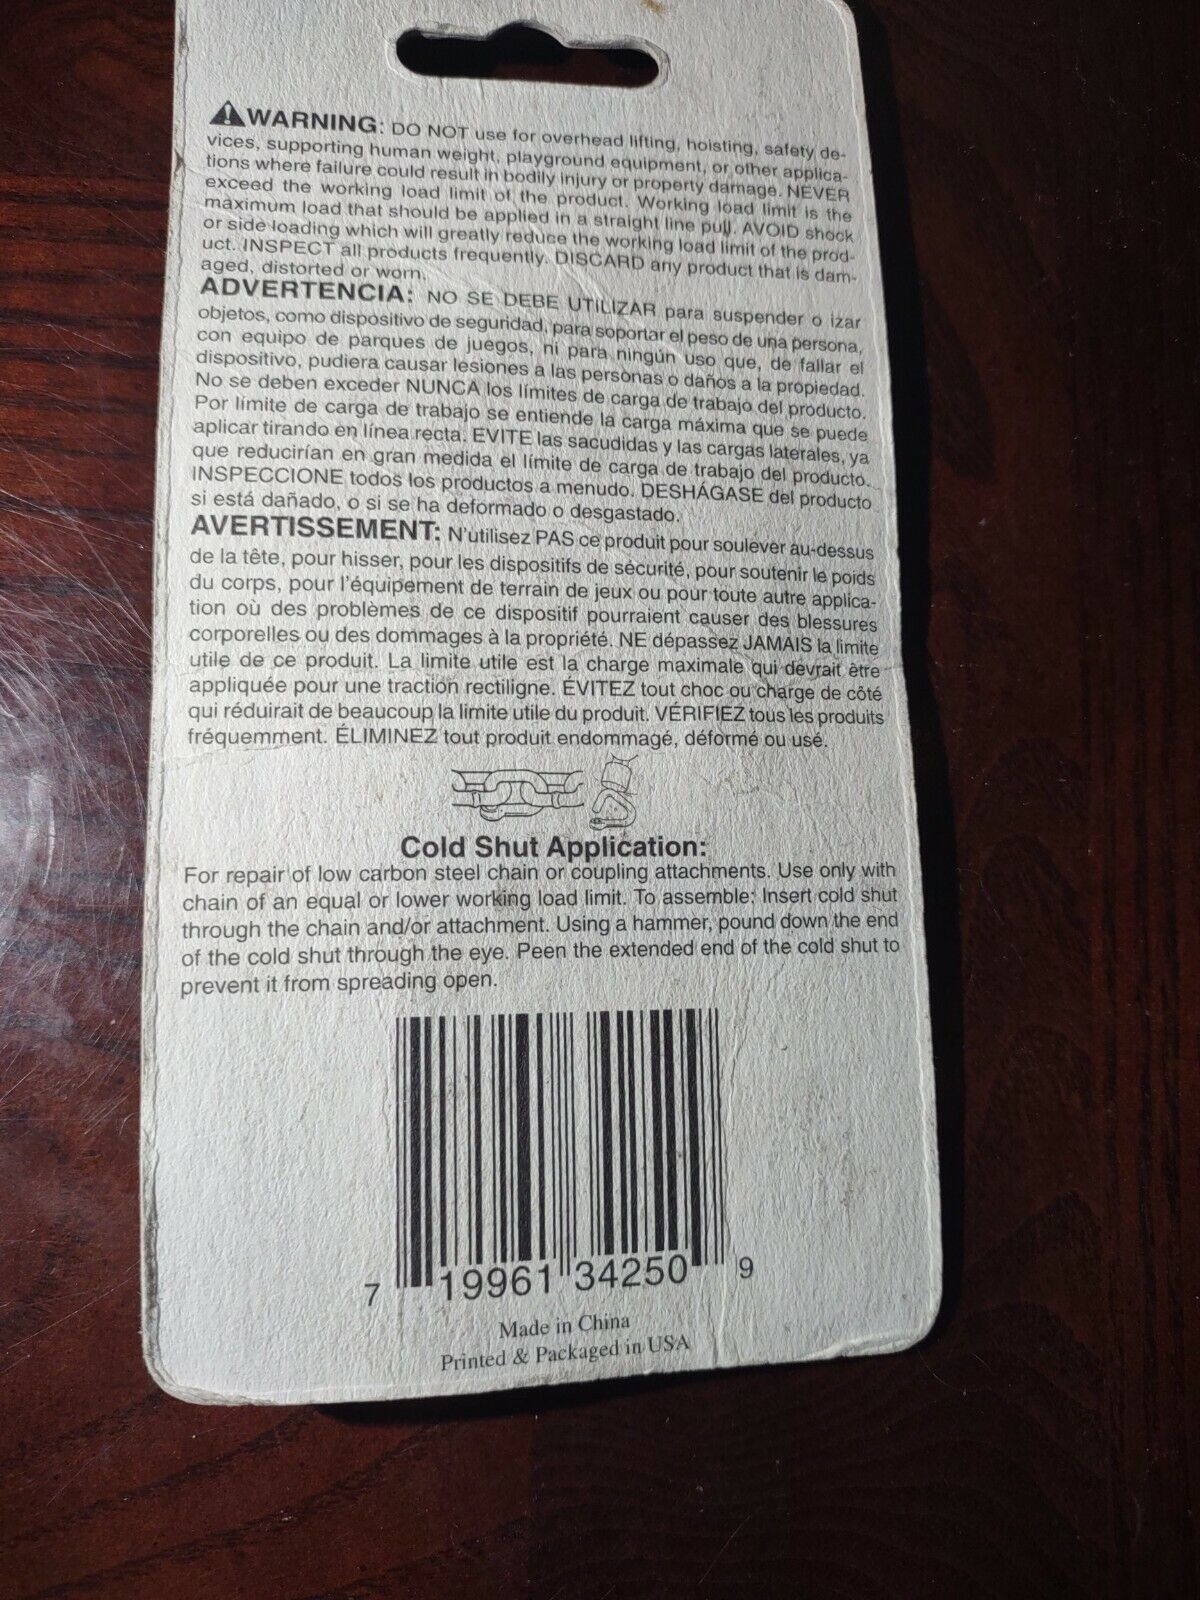 ⚠WARNING: DO NOT use for overhead lifting, hoisting, safety de-
vices, supporting human weight, playground equipment, or other applica-
tions where failure could result in bodily injury or property damage. NEVER
exceed the working load limit of the product. Working load limit is the
maximum load that should be applied in a straight line pull. AVOID shock
or side loading which will greatly reduce the working load limit of the prod-
uct. INSPECT all products frequently. DISCARD any product that is dam-
aged, distorted or worn.
ADVERTENCIA: NO SE DEBE UTILIZAR para suspender o izar
objetos, como dispositivo de seguridad, para soportar el peso de una persona,
con equipo de parques de juegos, ni para ningún uso que, de fallar el
dispositivo, pudiera causar lesiones a las personas o daños a la propiedad.
No se deben exceder NUNCA los límites de carga de trabajo del producto.
Por límite de carga de trabajo se entiende la carga máxima que se puede
aplicar tirando en línea recta. EVITE las sacudidas y las cargas laterales, ya
que reducirían en gran medida el límite de carga de trabajo del producto.
INSPECCIONE todos los productos a menudo. DESHÁGASE del producto
si está dañado, o si se ha deformado o desgastado.
AVERTISSEMENT: N'utilisez PAS ce produit pour soulever au-dessus
de la tête, pour hisser, pour les dispositifs de sécurité, pour soutenir le poids
du corps, pour l'équipement de terrain de jeux ou pour toute autre applica-
tion où des problèmes de ce dispositif pourraient causer des blessures
corporelles ou des dommages à la propriété. NE dépassez JAMAIS la limite
utile de ce produit. La limite utile est la charge maximale qui devrait être
appliquée pour une traction rectiligne. ÉVITEZ tout choc ou charge de côté
qui réduirait de beaucoup la limite utile du produit. VÉRIFIEZ tous les produits
fréquemment. ÉLIMINEZ tout produit endommagé, déformé ou usé.
Cold Shut Application:
For repair of low carbon steel chain or coupling attachments. Use only with
chain of an equal or lower working load limit. To assemble: Insert cold shut
through the chain and/or attachment. Using a hammer, pound down the end
of the cold shut through the eye. Peen the extended end of the cold shut to
prevent it from spreading open.
7 19961 34250 9
Made in China
Printed & Packaged in USA